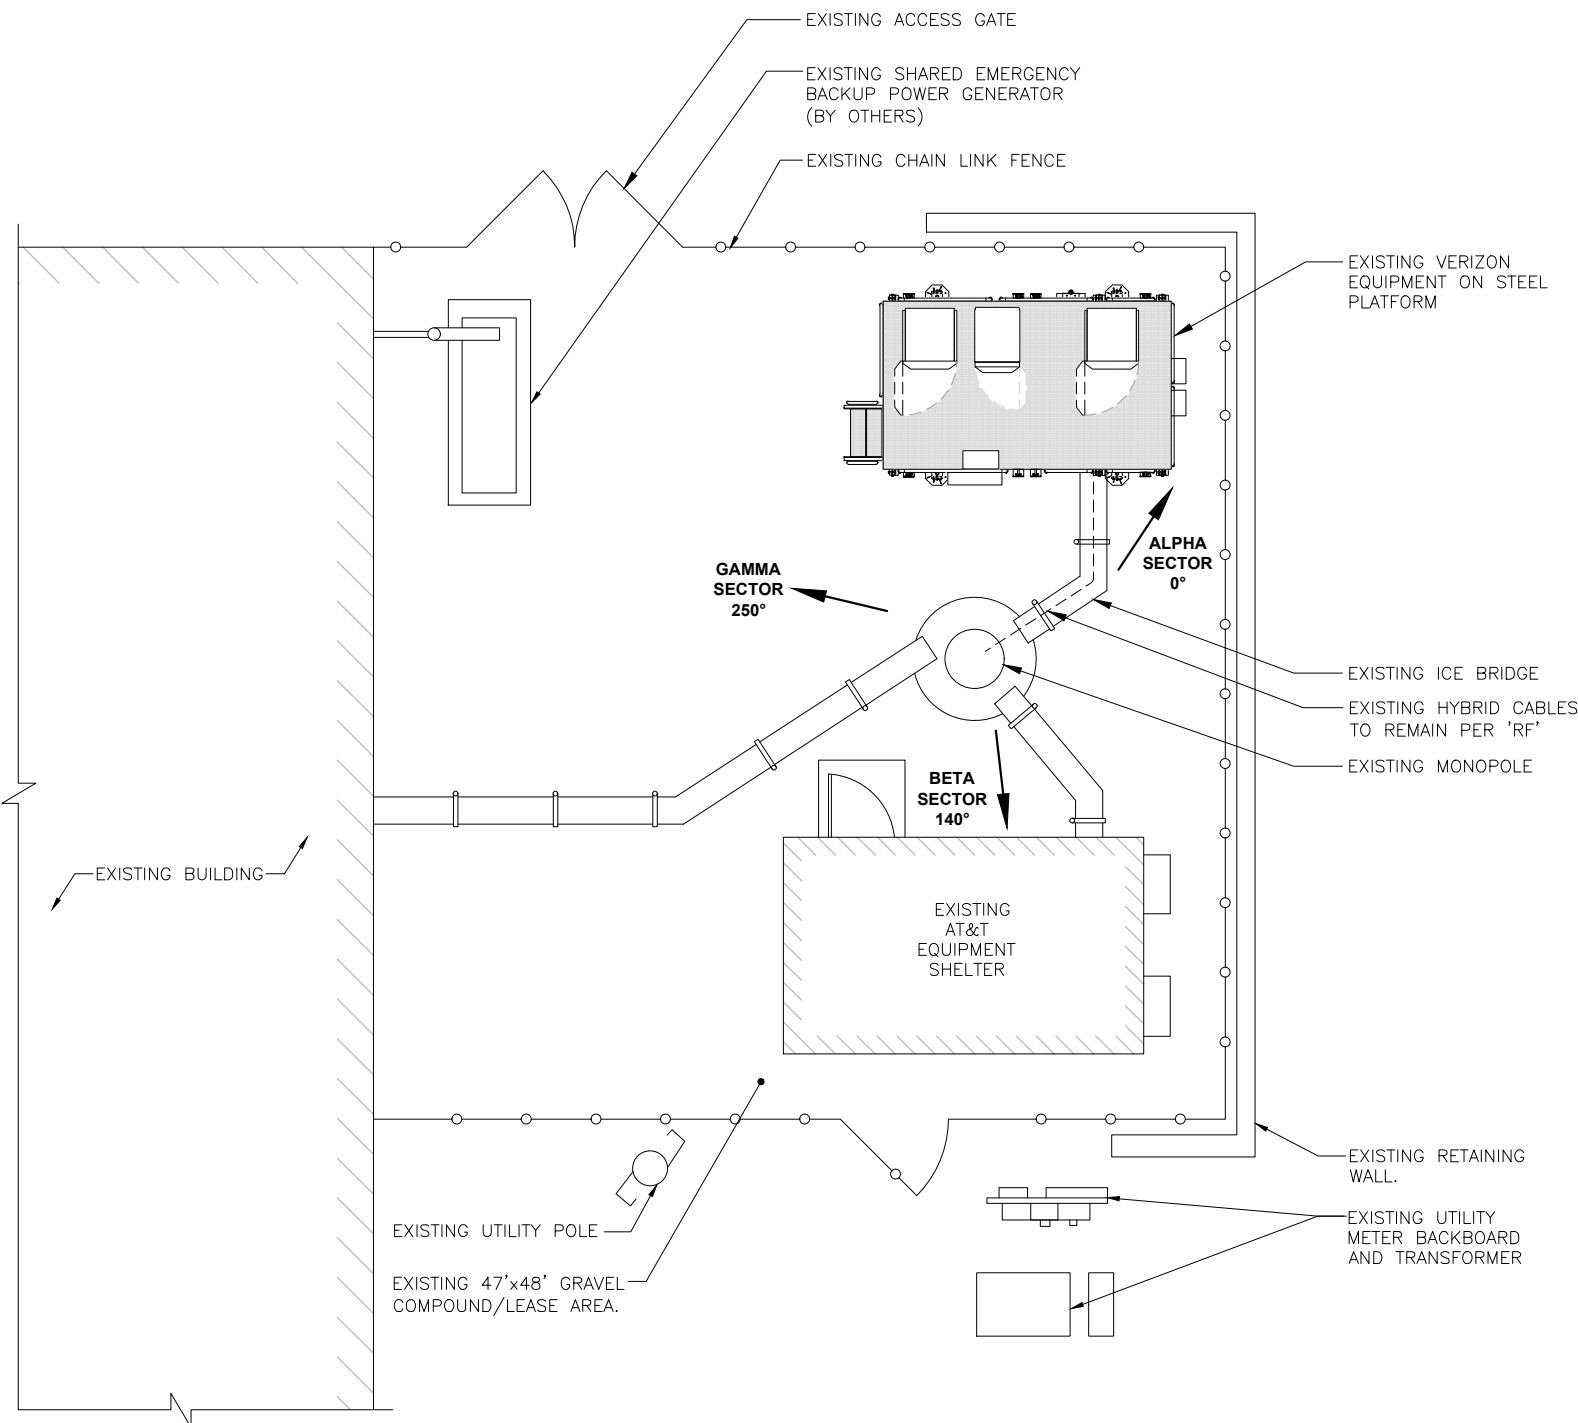 EXISTING ACCESS GATE
EXISTING SHARED EMERGENCY
BACKUP POWER GENERATOR
(BY OTHERS)
EXISTING CHAIN LINK FENCE
EXISTING VERIZON
EQUIPMENT ON STEEL
PLATFORM
ALPHA
SECTOR
0°
GAMMA
SECTOR
250°
EXISTING ICE BRIDGE
EXISTING HYBRID CABLES
TO REMAIN PER 'RF'
EXISTING MONOPOLE
BETA
SECTOR
140°
EXISTING BUILDING
EXISTING
AT&T
EQUIPMENT
SHELTER
EXISTING RETAINING
WALL.
EXISTING UTILITY POLE
EXISTING UTILITY
METER BACKBOARD
AND TRANSFORMER
EXISTING 47'x48' GRAVEL
COMPOUND/LEASE AREA.